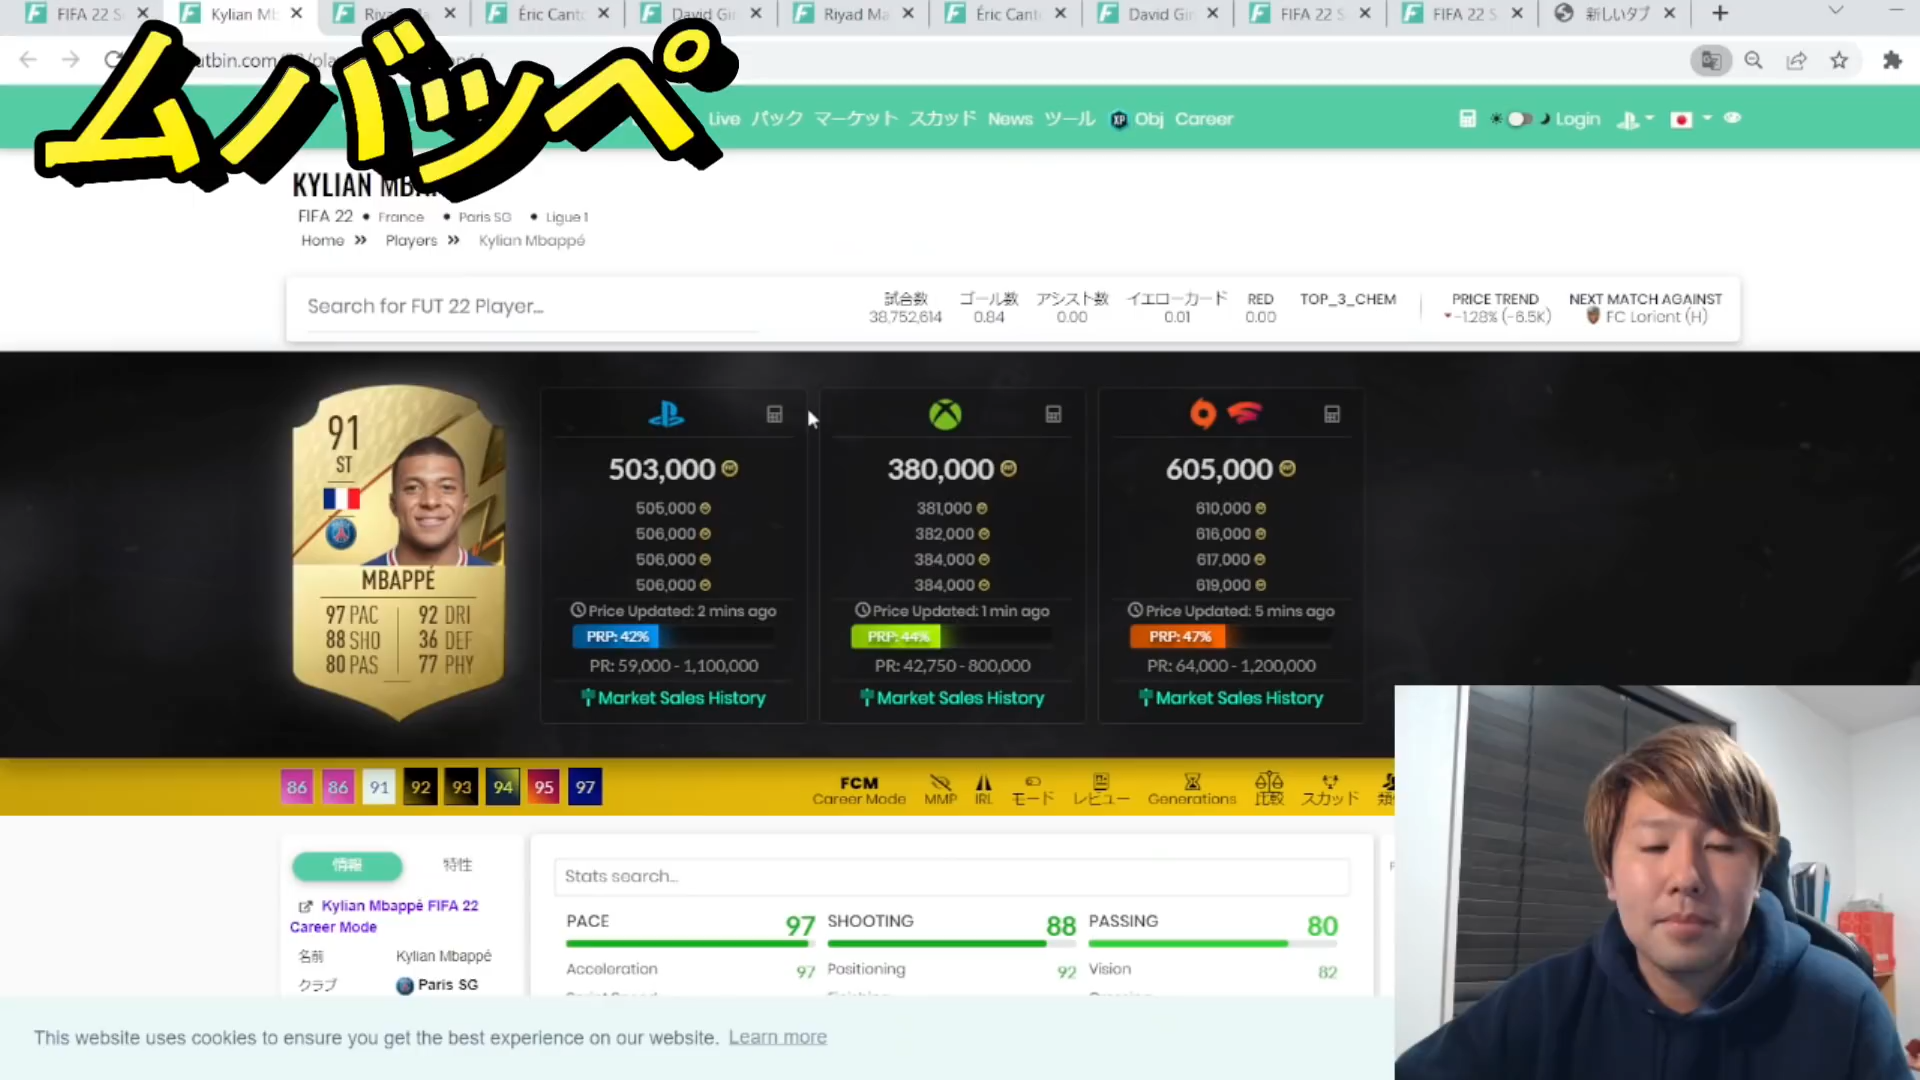 FIFA 22 S
Kylian Mb
Éric Cant
David Gi
Riyad Ma
Éric Cant
David Gin
FIFA 22 S
FIFA 22 S
新しいタブ
ムバッペ
Live パック マーケット スカッド News ツール Obj Career
Login
KYLIAN
FIFA 22 • France • Paris SG • Ligue 1
Home » Players » Kylian Mbappé
Search for FUT 22 Player...
試合数 ゴール数 アシスト数 イエローカード RED TOP_3_CHEM PRICE TREND NEXT MATCH AGAINST
38,752,614 0.84 0.00 0.01 0.00 -1.28% (-6.5K) FC Lorient (H)
91
ST
MBAPPÉ
97 PAC 92 DRI
88 SHO 36 DEF
80 PAS 77 PHY
503,000
505,000
506,000
506,000
506,000
Price Updated: 2 mins ago
PRP: 42%
PR: 59,000 - 1,100,000
Market Sales History
380,000
381,000
382,000
384,000
384,000
Price Updated: 1 min ago
PRP: 44%
PR: 42,750 - 800,000
Market Sales History
605,000
610,000
616,000
617,000
619,000
Price Updated: 5 mins ago
PRP: 47%
PR: 64,000 - 1,200,000
Market Sales History
86 86 91 92 93 94 95 97
FCM
Career Mode MMP IRL モード レビュー Generations 比較 スカッド 類
情報 特性
Kylian Mbappé FIFA 22
Career Mode
名前 Kylian Mbappé
クラブ Paris SG
Stats search...
PACE 97 SHOOTING 88 PASSING 80
Acceleration 97 Positioning 92 Vision 82
This website uses cookies to ensure you get the best experience on our website. Learn more